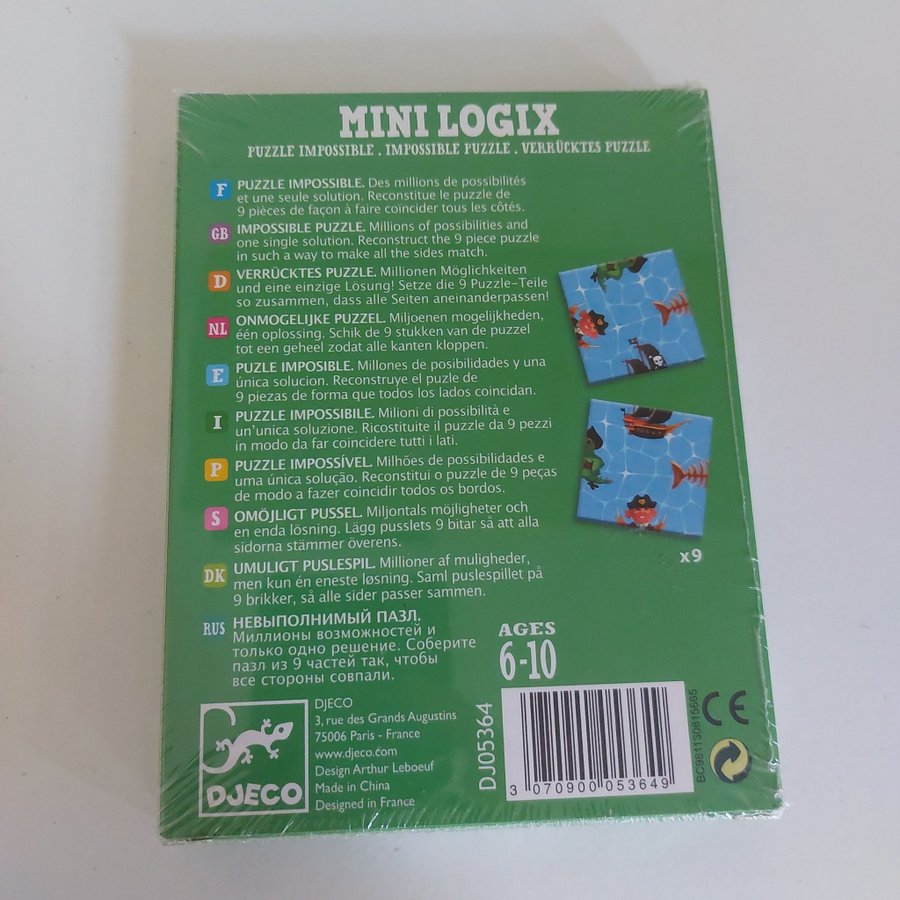 MINI LOGIX
PUZZLE IMPOSSIBLE . IMPOSSIBLE PUZZLE . VERRÜCKTES PUZZLE
F PUZZLE IMPOSSIBLE. Des millions de possibilités
et une seule solution. Reconstitue le puzzle de
9 pièces de façon à faire coïncider tous les côtés.
GB IMPOSSIBLE PUZZLE. Millions of possibilities and
one single solution. Reconstruct the 9 piece puzzle
in such a way to make all the sides match.
D VERRÜCKTES PUZZLE. Millionen Möglichkeiten
und eine einzige Lösung! Setze die 9 Puzzle-Teile
so zusammen, dass alle Seiten aneinanderpassen!
NL ONMOGELIJKE PUZZEL. Miljoenen mogelijkheden,
één oplossing. Schik de 9 stukken van de puzzel
tot een geheel zodat alle kanten kloppen.
E PUZLE IMPOSIBLE. Millones de posibilidades y una
única solucion. Reconstruye el puzle de
9 piezas de forma que todos los lados coincidan.
I PUZZLE IMPOSSIBILE. Milioni di possibilità e
un'unica soluzione. Ricostituite il puzzle da 9 pezzi
in modo da far coincidere tutti i lati.
P PUZZLE IMPOSSÍVEL. Milhões de possibilidades e
uma única solução. Reconstitui o puzzle de 9 peças
de modo a fazer coincidir todos os bordos.
S OMÖJLIGT PUSSEL. Miljontals möjligheter och
en enda lösning. Lägg pusslets 9 bitar så att alla
sidorna stämmer överens.
DK UMULIGT PUSLESPIL. Millioner af muligheder,
men kun én eneste løsning. Saml puslespillet på
9 brikker, så alle sider passer sammen.
RUS НЕВЫПОЛНИМЫЙ ПАЗЛ.
Миллионы возможностей и
только одно решение. Соберите
пазл из 9 частей так, чтобы
все стороны совпали.
x9
AGES
6-10
DJECO
DJECO
3, rue des Grands Augustins
75006 Paris - France
www.djeco.com
Design Arthur Leboeuf
Made in China
Designed in France
DJ05364
3 070900 053649
BC981130815665
CE